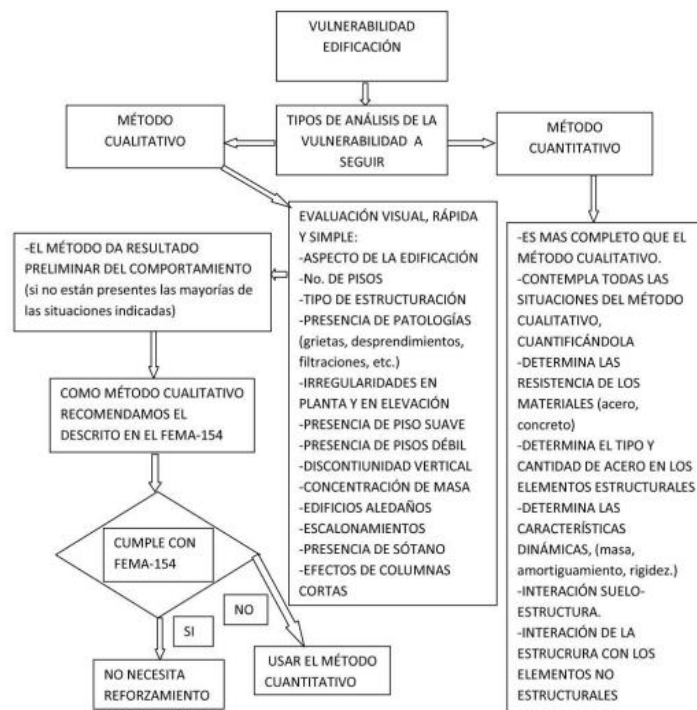 VULNERABILIDAD
EDIFICACIÓN
MÉTODO
CUALITATIVO
TIPOS DE ANÁLISIS DE LA
VULNERABILIDAD A
SEGUIR
MÉTODO
CUANTITATIVO
-EL MÉTODO DA RESULTADO
PRELIMINAR DEL COMPORTAMIENTO
(si no están presentes las mayorías de
las situaciones indicadas)
EVALUACIÓN VISUAL, RÁPIDA
Y SIMPLE:
-ASPECTO DE LA EDIFICACIÓN
-No. DE PISOS
-TIPO DE ESTRUCTURACIÓN
-PRESENCIA DE PATOLOGÍAS
(grietas, desprendimientos,
filtraciones, etc.)
-IRREGULARIDADES EN
PLANTA Y EN ELEVACIÓN
-PRESENCIA DE PISO SUAVE
-PRESENCIA DE PISOS DÉBIL
-DISCONTIUNIDAD VERTICAL
-CONCENTRACIÓN DE MASA
-EDIFICIOS ALEDAÑOS
-ESCALONAMIENTOS
-PRESENCIA DE SÓTANO
-EFECTOS DE COLUMNAS
CORTAS
-ES MAS COMPLETO QUE EL
MÉTODO CUALITATIVO.
-CONTEMPLA TODAS LAS
SITUACIONES DEL MÉTODO
CUALITATIVO,
CUANTIFICÁNDOLA
-DETERMINA LAS
RESISTENCIA DE LOS
MATERIALES (acero,
concreto)
-DETERMINA EL TIPO Y
CANTIDAD DE ACERO EN LOS
ELEMENTOS ESTRUCTURALES
-DETERMINA LAS
CARACTERÍSTICAS
DINÁMICAS, (masa,
amortiguamiento, rigidez.)
-INTERACIÓN SUELO-
ESTRUCTURA.
-INTERACIÓN DE LA
ESTRUCRURA CON LOS
ELEMENTOS NO
ESTRUCTURALES
COMO MÉTODO CUALITATIVO
RECOMENDAMOS EL
DESCRITO EN EL FEMA-154
CUMPLE CON
FEMA-154
NO
SI
NO NECESITA
REFORZAMIENTO
USAR EL MÉTODO
CUANTITATIVO